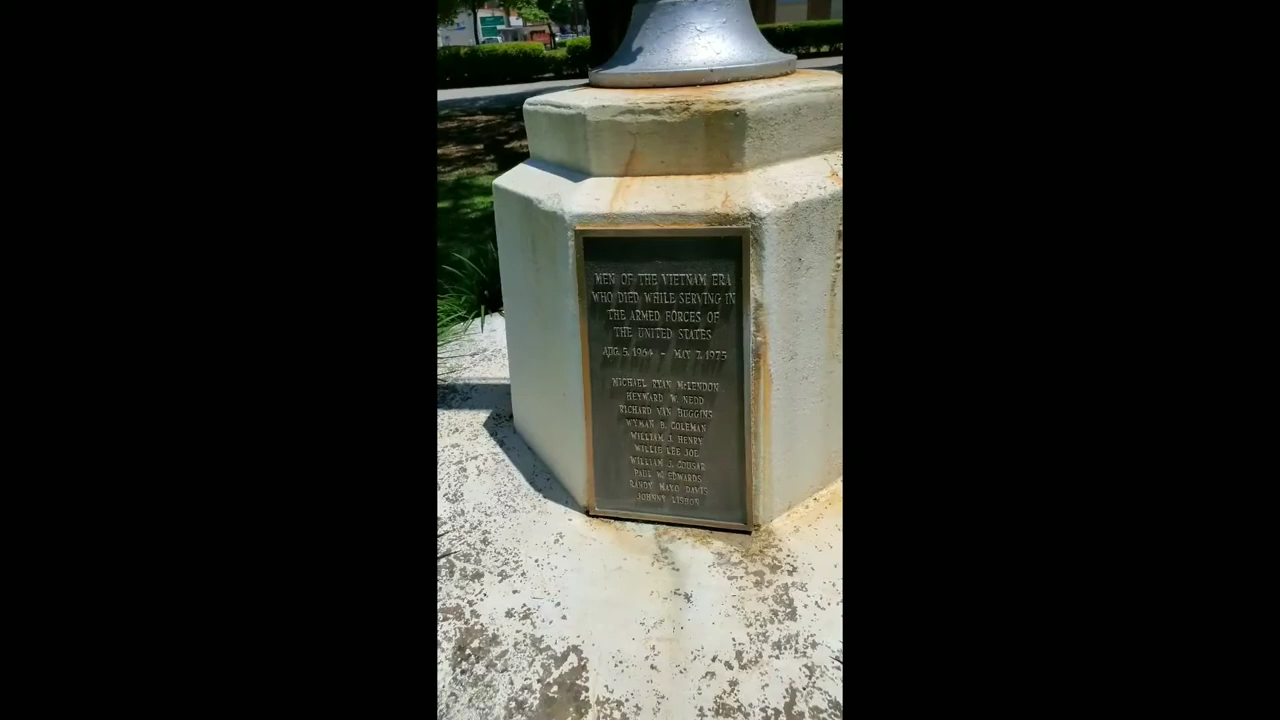 MEN OF THE VIETNAM ERA
WHO DIED WHILE SERVING IN
THE ARMED FORCES OF
THE UNITED STATES
AUG. 5, 1964 - MAY 7, 1975
MICHAEL RYAN McLENDON
HEYWARD W. NEDD
RICHARD VAN HUGGINS
WYMAN B. COLEMAN
WILLIAM J. HENRY
WILLIE LEE JOE
WILLIAM J. COUSAR
PAUL W. EDWARDS
RANDY MAYO DAVIS
JOHNNY LISBON